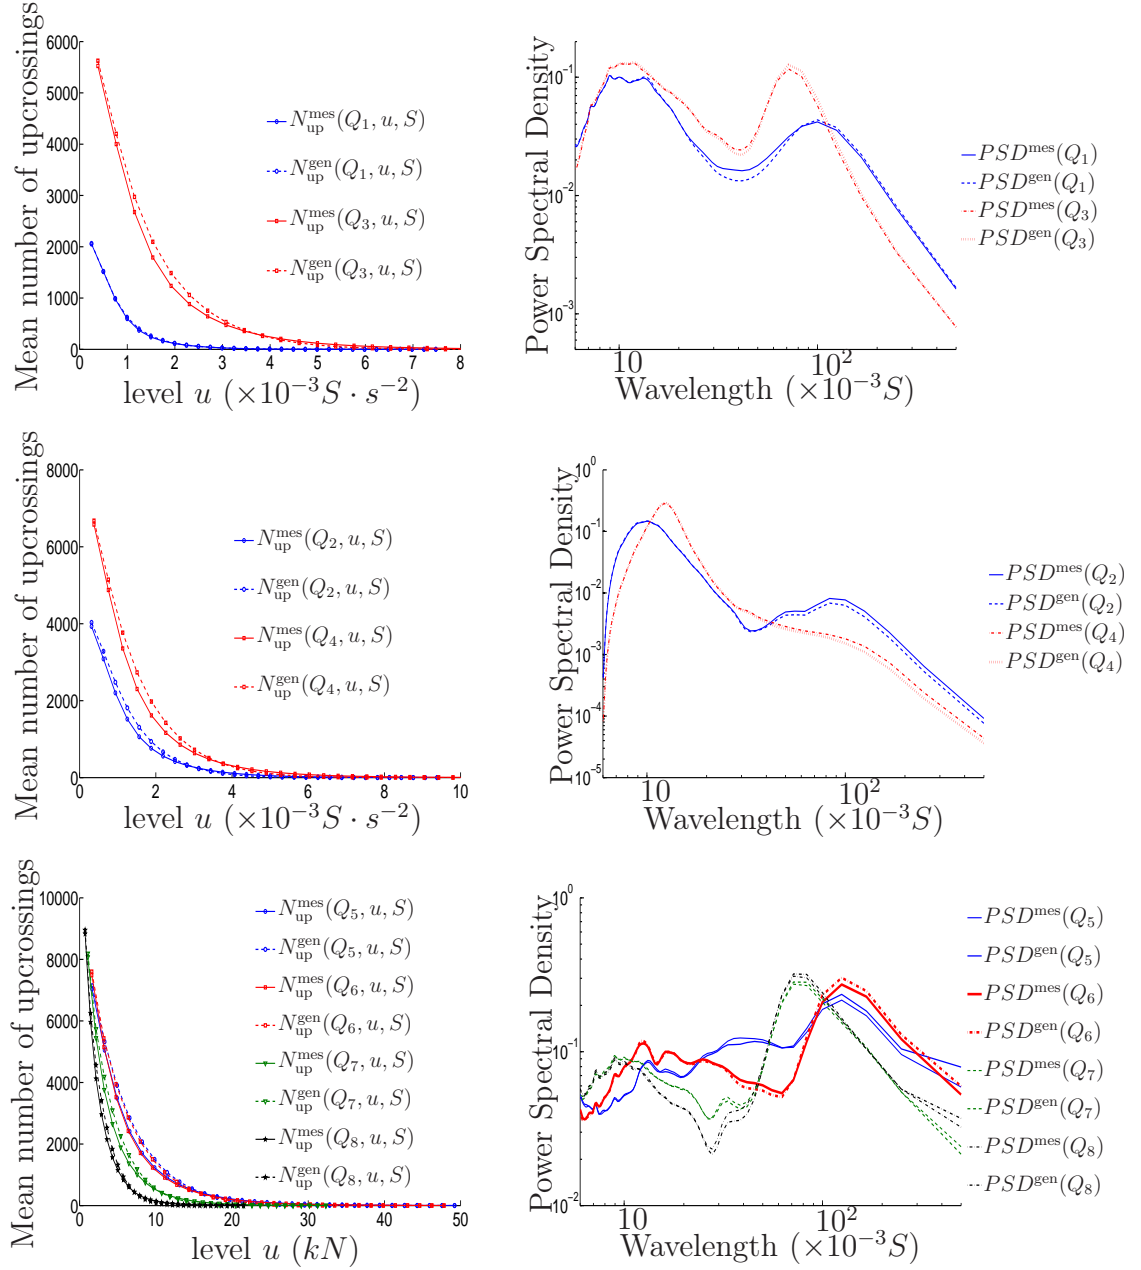 Mean number of upcrossings
6000
5000
4000
3000
2000
1000
0
0 1 2 3 4 5 6 7 8
level u (×10⁻³S · s⁻²)
N_up^mes(Q₁, u, S)
N_up^gen(Q₁, u, S)
N_up^mes(Q₃, u, S)
N_up^gen(Q₃, u, S)
Power Spectral Density
10⁻¹
10⁻²
10⁻³
10 10²
Wavelength (×10⁻³S)
PSD^mes(Q₁)
PSD^gen(Q₁)
PSD^mes(Q₃)
PSD^gen(Q₃)
Mean number of upcrossings
8000
6000
4000
2000
0
0 2 4 6 8 10
level u (×10⁻³S · s⁻²)
N_up^mes(Q₂, u, S)
N_up^gen(Q₂, u, S)
N_up^mes(Q₄, u, S)
N_up^gen(Q₄, u, S)
Power Spectral Density
10⁰
10⁻¹
10⁻²
10⁻³
10⁻⁴
10⁻⁵
10 10²
Wavelength (×10⁻³S)
PSD^mes(Q₂)
PSD^gen(Q₂)
PSD^mes(Q₄)
PSD^gen(Q₄)
Mean number of upcrossings
10000
8000
6000
4000
2000
0
0 10 20 30 40 50
level u (kN)
N_up^mes(Q₅, u, S)
N_up^gen(Q₅, u, S)
N_up^mes(Q₆, u, S)
N_up^gen(Q₆, u, S)
N_up^mes(Q₇, u, S)
N_up^gen(Q₇, u, S)
N_up^mes(Q₈, u, S)
N_up^gen(Q₈, u, S)
Power Spectral Density
10⁰
10⁻¹
10⁻²
10 10²
Wavelength (×10⁻³S)
PSD^mes(Q₅)
PSD^gen(Q₅)
PSD^mes(Q₆)
PSD^gen(Q₆)
PSD^mes(Q₇)
PSD^gen(Q₇)
PSD^mes(Q₈)
PSD^gen(Q₈)